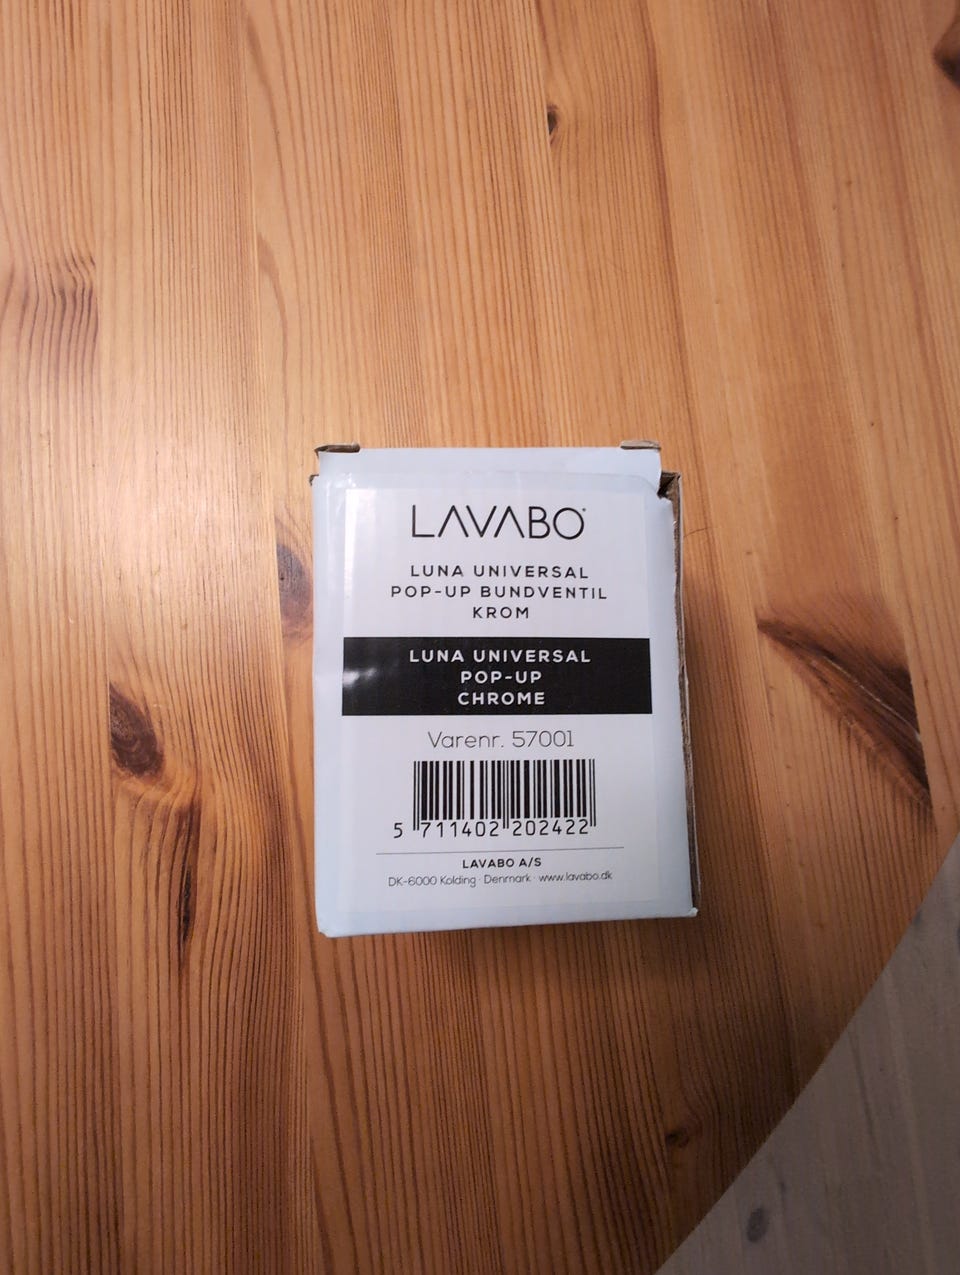 LAVABO
LUNA UNIVERSAL
POP-UP BUNDVENTIL
KROM
LUNA UNIVERSAL
POP-UP
CHROME
Varenr. 57001
5 711402 202422
LAVABO A/S
DK-6000 Kolding · Denmark · www.lavabo.dk